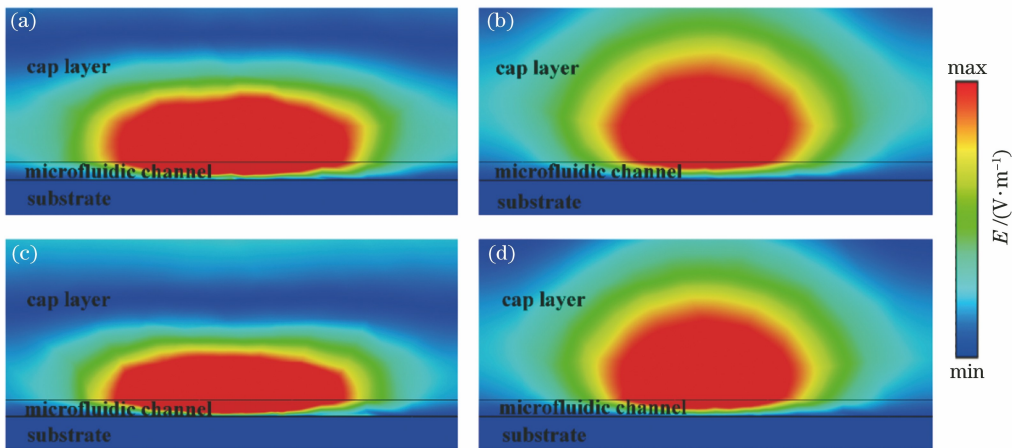 (a)
cap layer
microfluidic channel
substrate
(b)
cap layer
microfluidic channel
substrate
(c)
cap layer
microfluidic channel
substrate
(d)
cap layer
microfluidic channel
substrate
max
E/(V·m⁻¹)
min